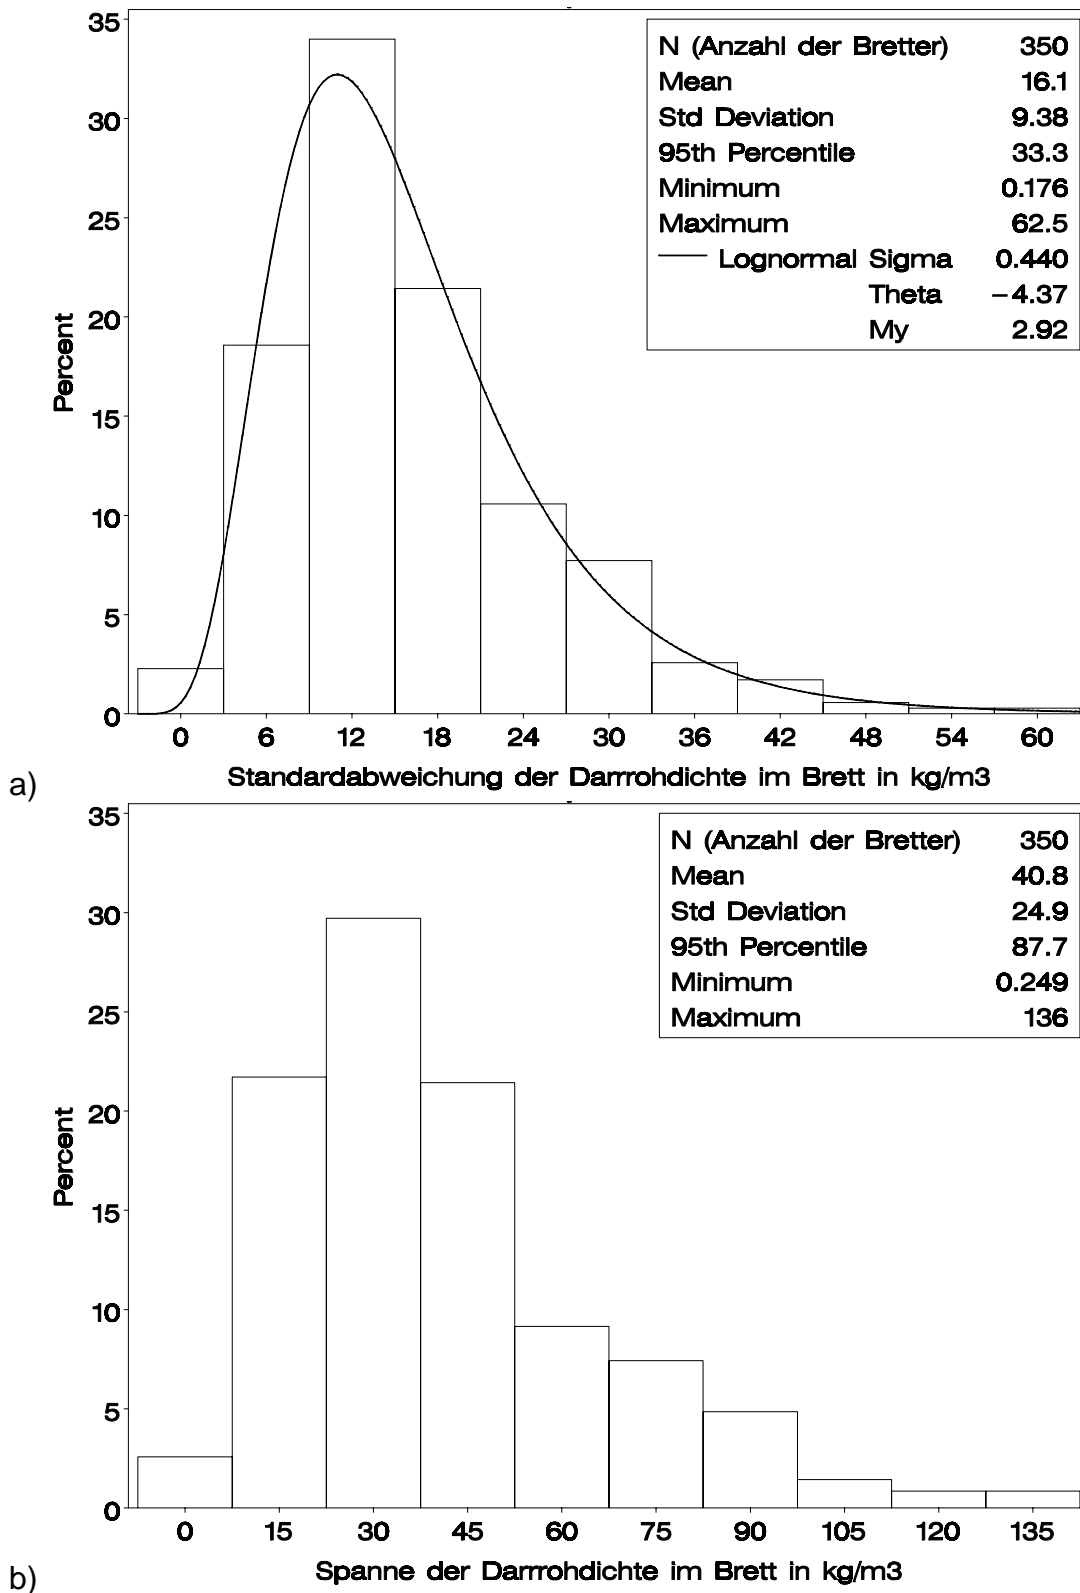 35
30
25
20
15
10
5
0
Percent
N (Anzahl der Bretter) 350
Mean 16.1
Std Deviation 9.38
95th Percentile 33.3
Minimum 0.176
Maximum 62.5
Lognormal Sigma 0.440
Theta −4.37
My 2.92
0 6 12 18 24 30 36 42 48 54 60
Standardabweichung der Darrrohdichte im Brett in kg/m3
a)
35
30
25
20
15
10
5
0
Percent
N (Anzahl der Bretter) 350
Mean 40.8
Std Deviation 24.9
95th Percentile 87.7
Minimum 0.249
Maximum 136
0 15 30 45 60 75 90 105 120 135
Spanne der Darrrohdichte im Brett in kg/m3
b)